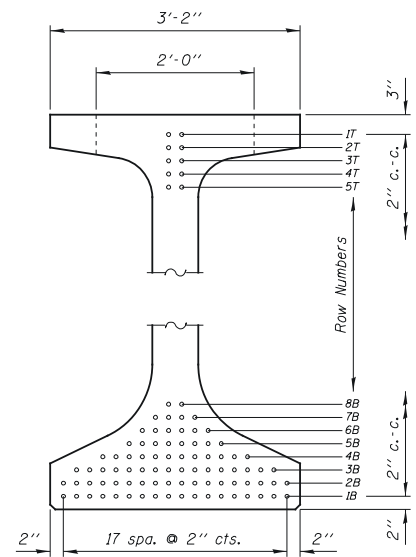 3'-2"
2'-0"
3"
1T
2T
3T
4T
5T
2" c.-c.
Row Numbers
8B
7B
6B
5B
4B
3B
2B
1B
2" c.-c.
2"
2"
17 spa. @ 2" cts.
2"